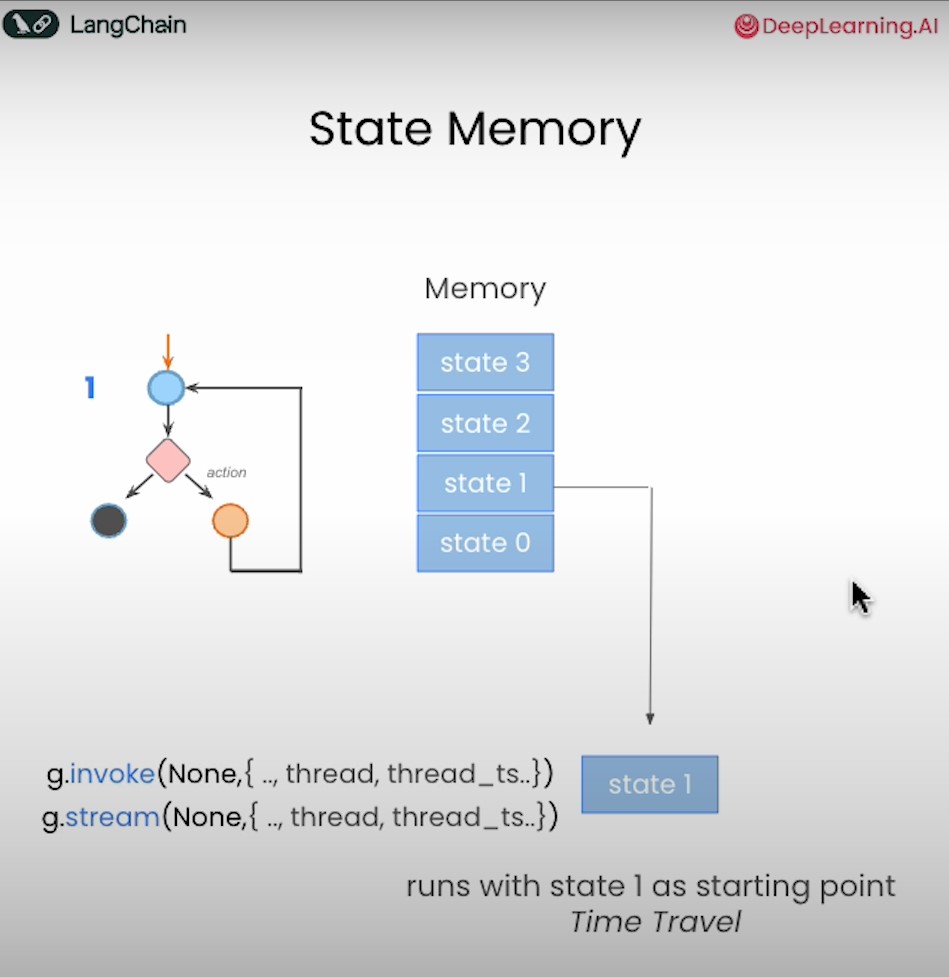 LangChain
DeepLearning.AI
State Memory
Memory
1
action
state 3
state 2
state 1
state 0
g.invoke(None,{ .., thread, thread_ts..})
g.stream(None,{ .., thread, thread_ts..})
state 1
runs with state 1 as starting point
Time Travel